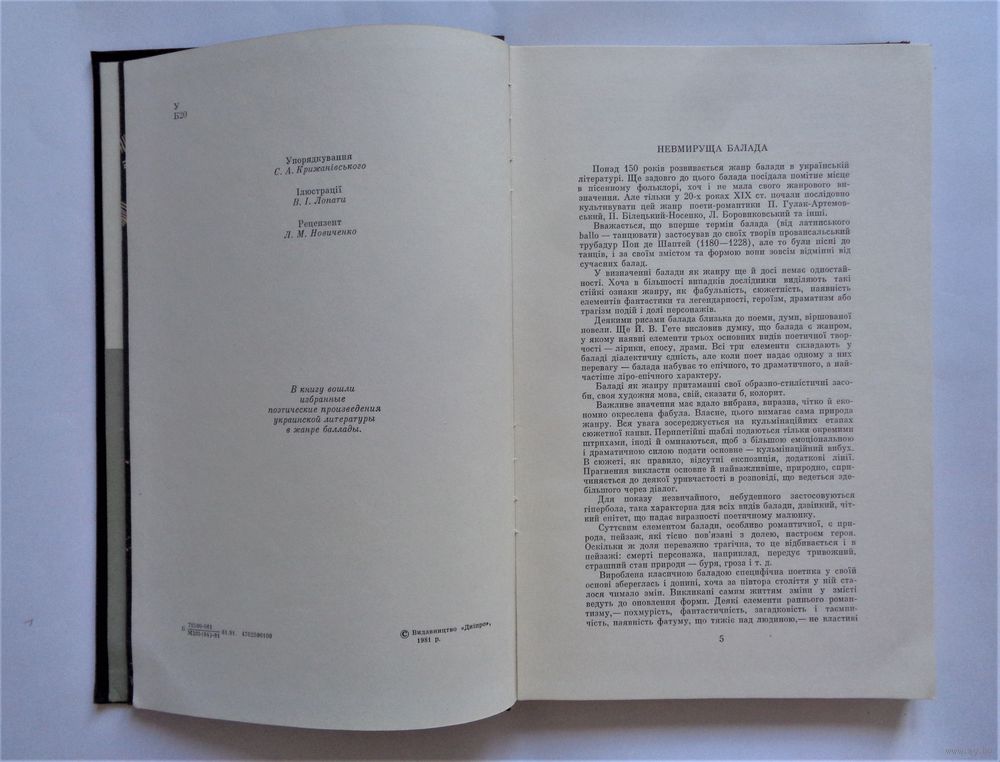 У
Б20
Упорядкування
С. А. Крижанівського
Ілюстрації
В. І. Лопати
Рецензент
Л. М. Новиченко
В книгу вошли
избранные
поэтические произведения
украинской литературы
в жанре баллады.
© Видавництво «Дніпро»,
1981 р.
НЕВМИРУЩА БАЛАДА
Понад 150 років розвивається жанр балади в українській
літературі. Ще задовго до цього балада посідала помітне місце
в пісенному фольклорі, хоч і не мала свого жанрового ви-
значення. Але тільки у 20-х роках XIX ст. почали послідовно
культивувати цей жанр поети-романтики П. Гулак-Артемов-
ський, П. Білецький-Носенко, Л. Боровиковський та інші.
Вважається, що вперше термін балада (від латинського
ballo — танцювати) застосував до своїх творів провансальський
трубадур Пон де Шаптей (1180—1228), але то були пісні до
танців, і за своїм змістом та формою вони зовсім відмінні від
сучасних балад.
У визначенні балади як жанру ще й досі немає одностай-
ності. Хоча в більшості випадків дослідники виділяють такі
стійкі ознаки жанру, як фабульність, сюжетність, наявність
елементів фантастики та легендарності, героїзм, драматизм або
трагізм подій і долі персонажів.
Деякими рисами балада близька до поеми, думи, віршованої
новели. Ще Й. В. Гете висловив думку, що балада є жанром,
у якому наявні елементи трьох основних видів поетичної твор-
чості — лірики, епосу, драми. Всі три елементи складають у
баладі діалектичну єдність, але коли поет надає одному з них
перевагу — балада набуває то епічного, то драматичного, а най-
частіше ліро-епічного характеру.
Баладі як жанру притаманні свої образно-стилістичні засо-
би, своя художня мова, свій, сказати б, колорит.
Важливе значення має вдало вибрана, виразна, чітко й еко-
номно окреслена фабула. Власне, цього вимагає сама природа
жанру. Вся увага зосереджується на кульмінаційних етапах
сюжетної канви. Перипетійні щаблі подаються тільки окремими
штрихами, іноді й оминаються, щоб з більшою емоціональною
і драматичною силою подати основне — кульмінаційний вибух.
В сюжеті, як правило, відсутні експозиція, додаткові лінії.
Прагнення викласти основне й найважливіше, природно, спри-
чиняється до деякої уривчастості в розповіді, що ведеться зде-
більшого через діалог.
Для показу незвичайного, небуденного застосовуються
гіпербола, така характерна для всіх видів балади, дзвінкий, чіт-
кий епітет, що надає виразності поетичному малюнку.
Суттєвим елементом балади, особливо романтичної, є при-
рода, пейзаж, які тісно пов'язані з долею, настроєм героя.
Оскільки ж доля переважно трагічна, то це відбивається і в
пейзажі: смерті персонажа, наприклад, передує тривожний,
страшний стан природи — буря, гроза і т. д.
Вироблена класичною баладою специфічна поетика у своїй
основі збереглась і донині, хоча за півтора століття у ній ста-
лося чимало змін. Викликані самим життям зміни у змісті
ведуть до оновлення форми. Деякі елементи раннього роман-
тизму,— похмурість, фантастичність, загадковість і таємни-
чість, наявність фатуму, що тяжіє над людиною,— не властиві
5